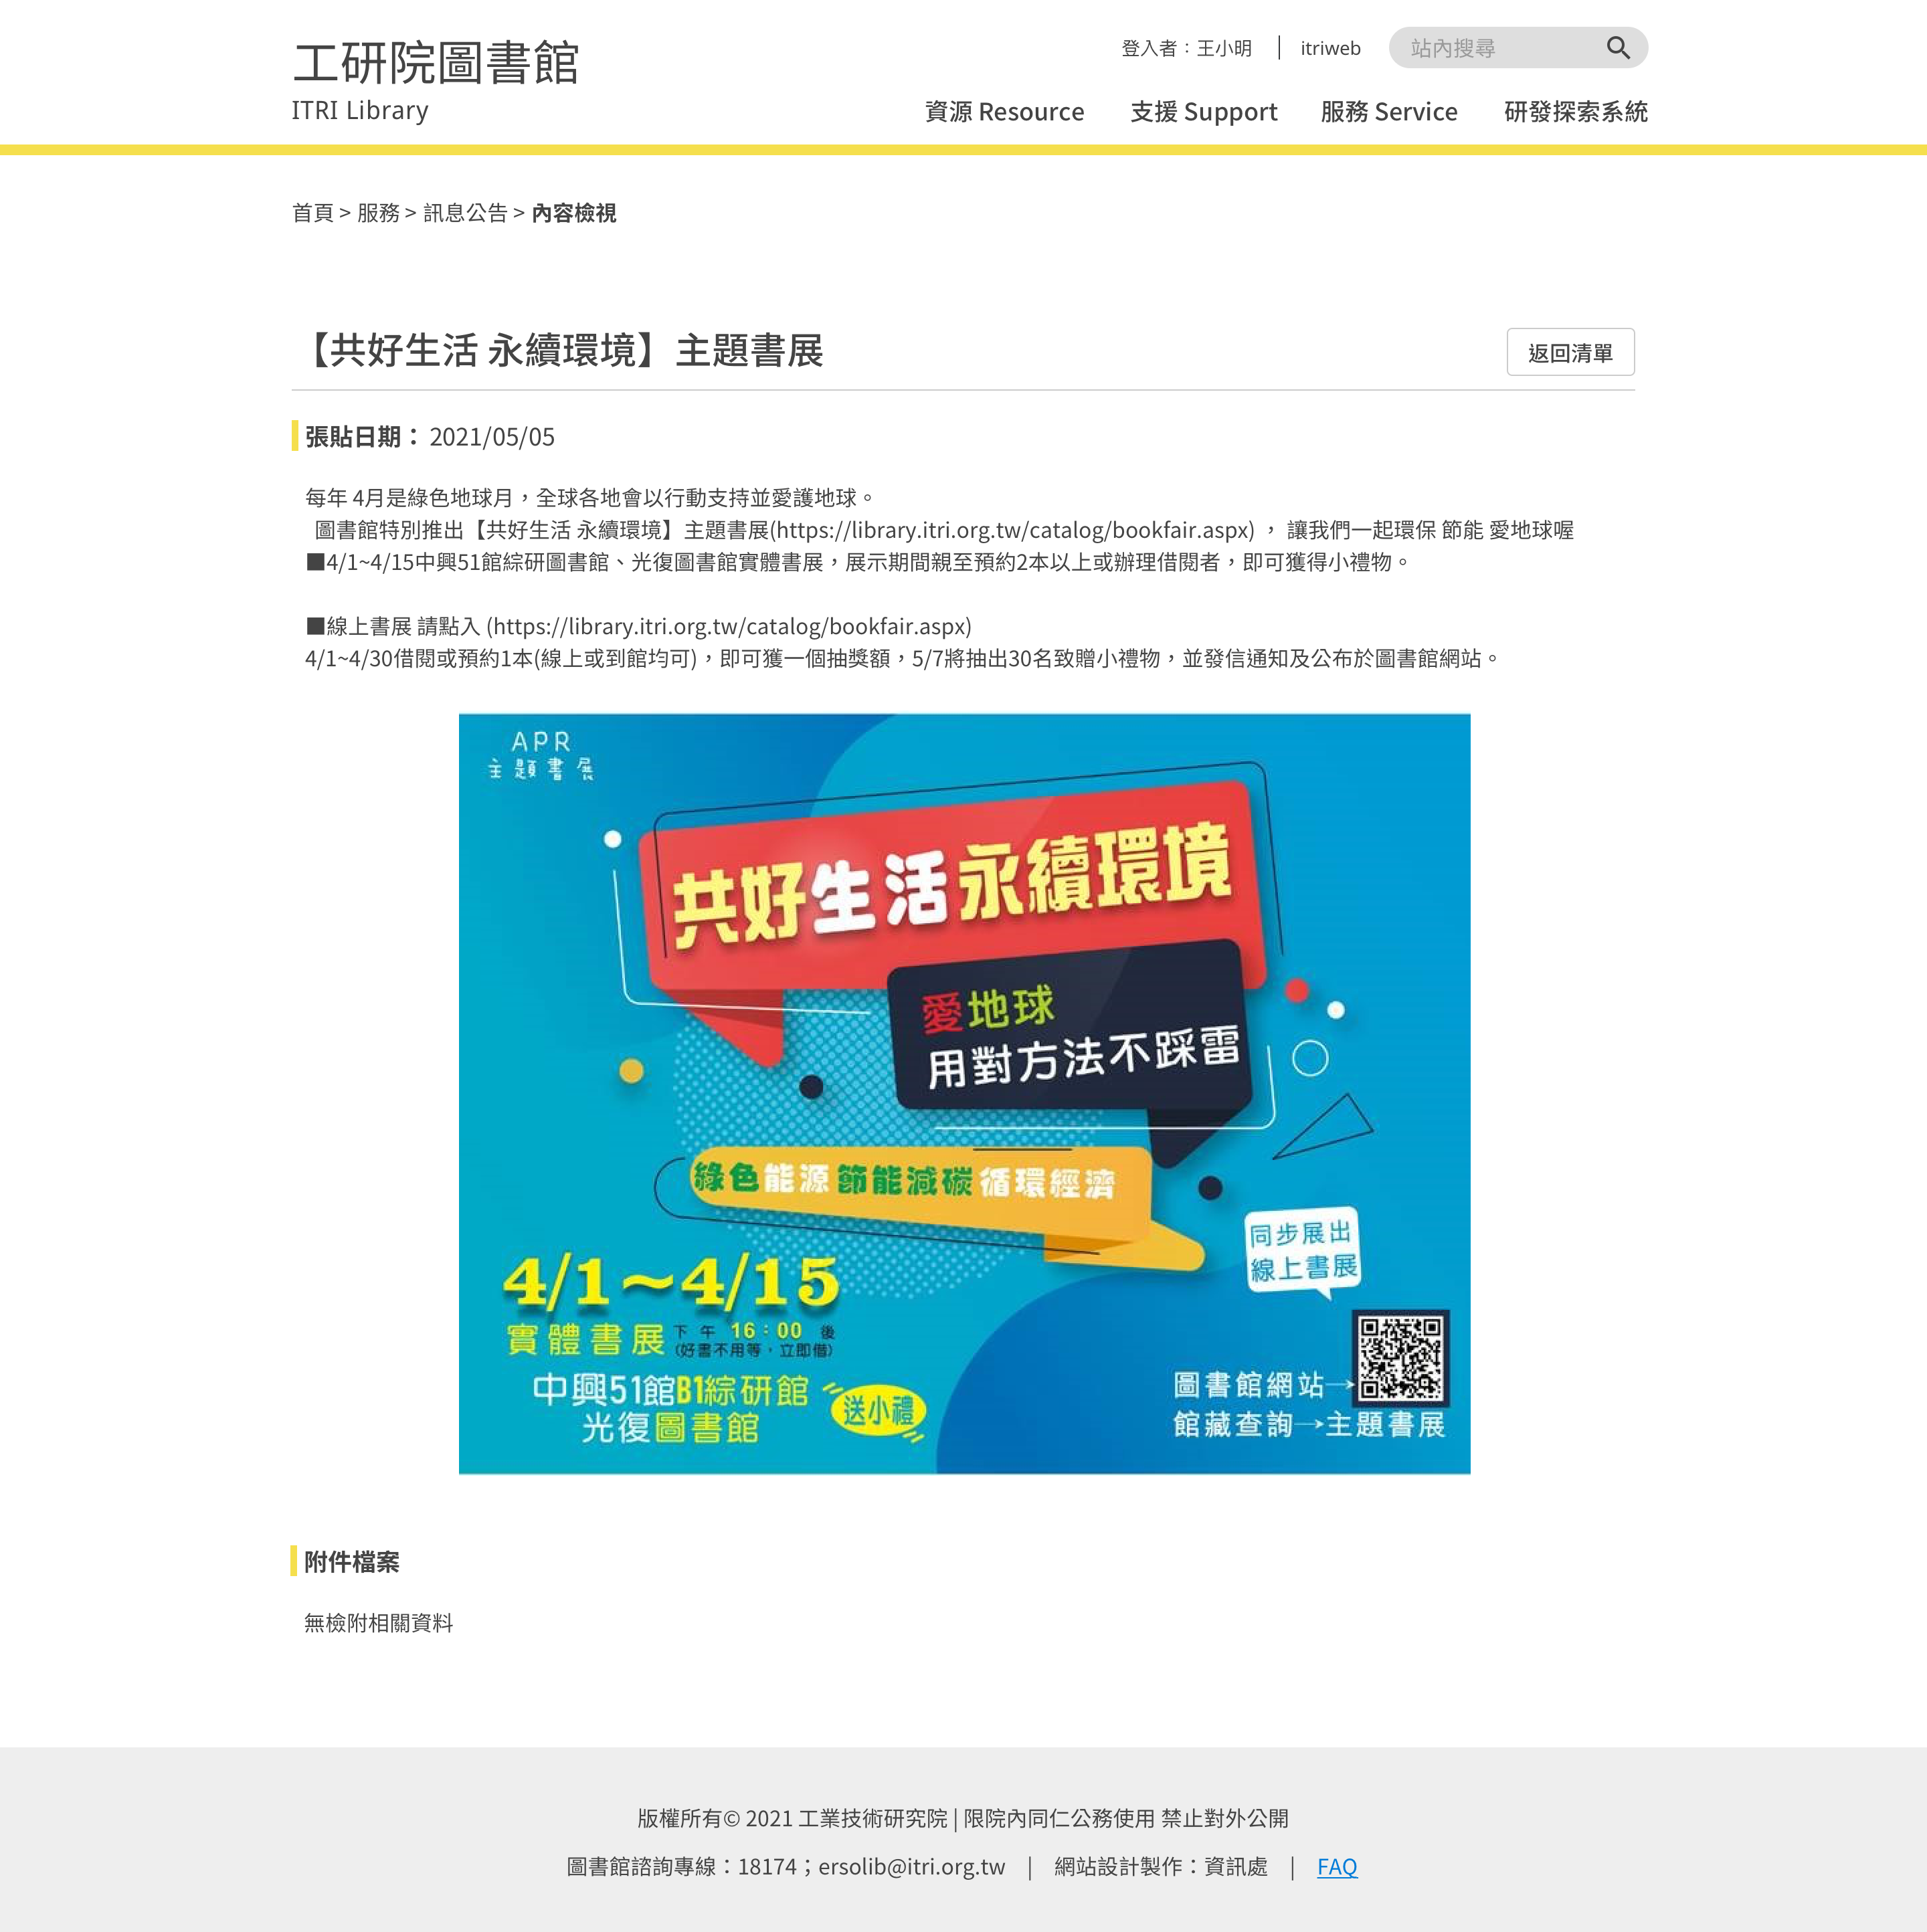 工研院圖書館
ITRI Library
登入者：王小明
itriweb
站內搜尋
資源 Resource
支援 Support
服務 Service
研發探索系統
首頁 > 服務 > 訊息公告 > 內容檢視
【共好生活 永續環境】主題書展
返回清單
張貼日期： 2021/05/05
每年 4月是綠色地球月，全球各地會以行動支持並愛護地球。
圖書館特別推出【共好生活 永續環境】主題書展(https://library.itri.org.tw/catalog/bookfair.aspx) ， 讓我們一起環保 節能 愛地球喔
■4/1~4/15中興51館綜研圖書館、光復圖書館實體書展，展示期間親至預約2本以上或辦理借閱者，即可獲得小禮物。
■線上書展 請點入 (https://library.itri.org.tw/catalog/bookfair.aspx)
4/1~4/30借閱或預約1本(線上或到館均可)，即可獲一個抽獎額，5/7將抽出30名致贈小禮物，並發信通知及公布於圖書館網站。
APR
主題書展
共好生活永續環境
愛地球
用對方法不踩雷
綠色能源節能減碳循環經濟
同步展出
線上書展
4/1～4/15
實體書展
下午 16：00 後
(好書不用等，立即借)
中興51館B1綜研館
光復圖書館
送小禮
圖書館網站→
館藏查詢→主題書展
附件檔案
無檢附相關資料
版權所有© 2021 工業技術研究院 | 限院內同仁公務使用 禁止對外公開
圖書館諮詢專線：18174；ersolib@itri.org.tw | 網站設計製作：資訊處 | FAQ